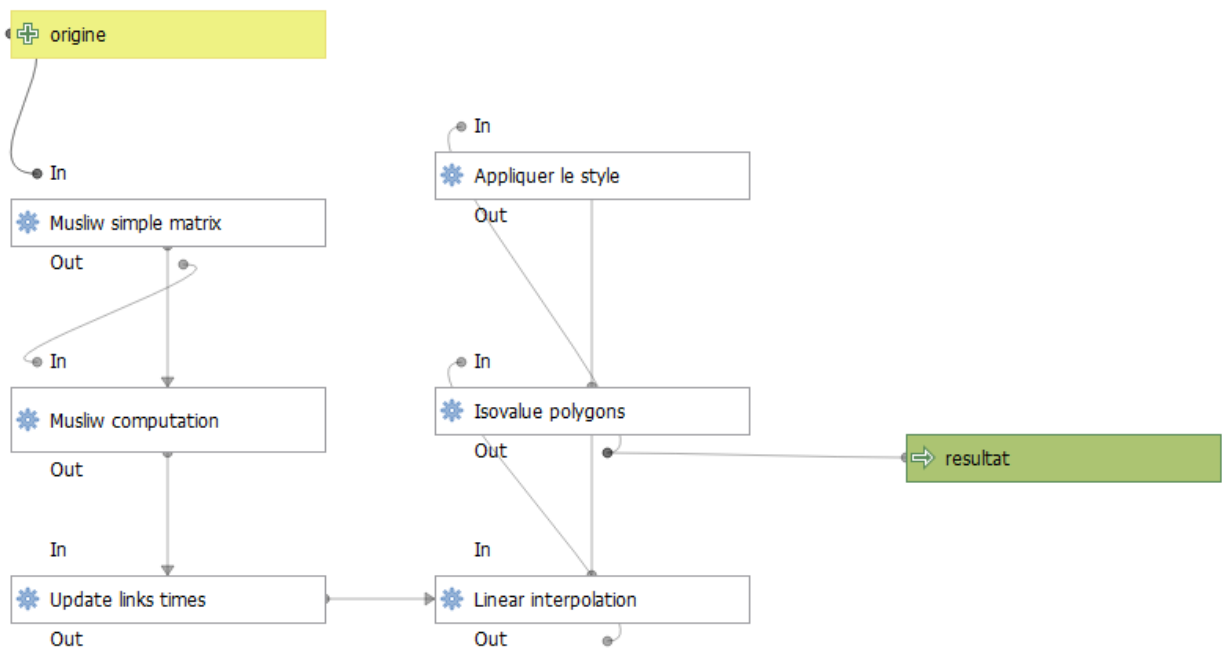 origine
In
Musliw simple matrix
Out
In
Musliw computation
Out
In
Update links times
Out
In
Appliquer le style
Out
In
Isovalue polygons
Out
In
Linear interpolation
Out
resultat